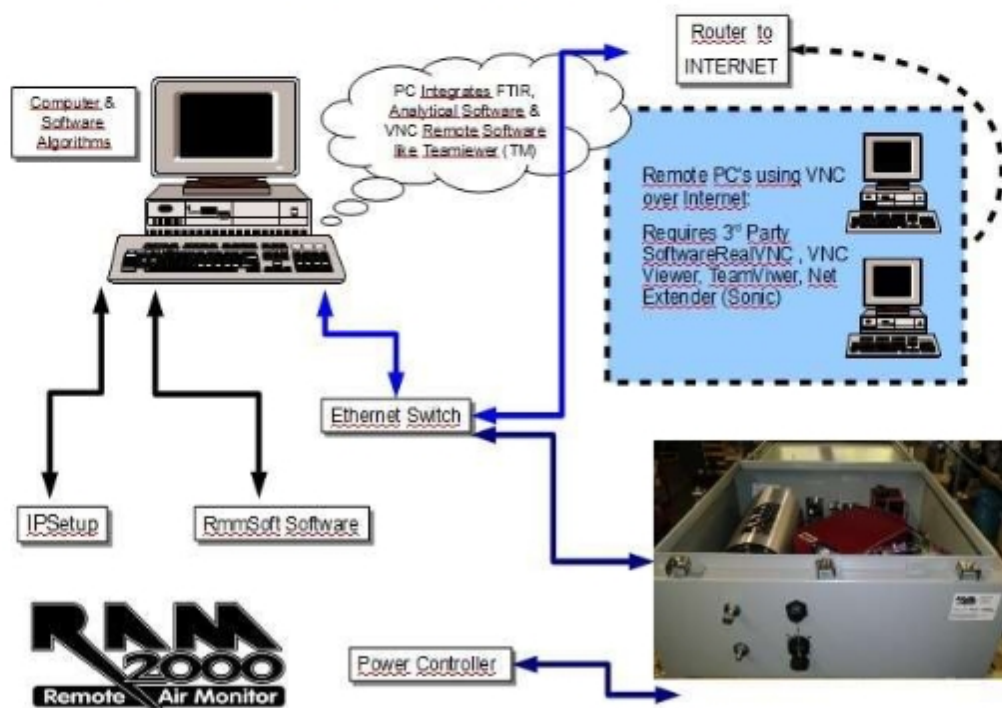 Router to
INTERNET
Computer &
Software
Algorithms
PC Integrates FTIR,
Analytical Software &
VNC Remote Software
like Teamiewer (TM)
Remote PC's using VNC
over Internet:
Requires 3rd Party
SoftwareRealVNC , VNC
Viewer, TeamViwer, Net
Extender (Sonic)
Ethernet Switch
IPSetup
RmmSoft Software
RAM
2000
Remote Air Monitor
Power Controller